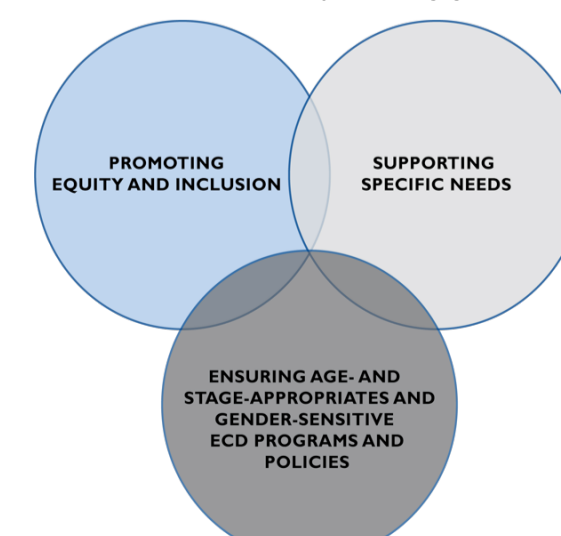 PROMOTING
EQUITY AND INCLUSION
SUPPORTING
SPECIFIC NEEDS
ENSURING AGE- AND
STAGE-APPROPRIATES AND
GENDER-SENSITIVE
ECD PROGRAMS AND
POLICIES